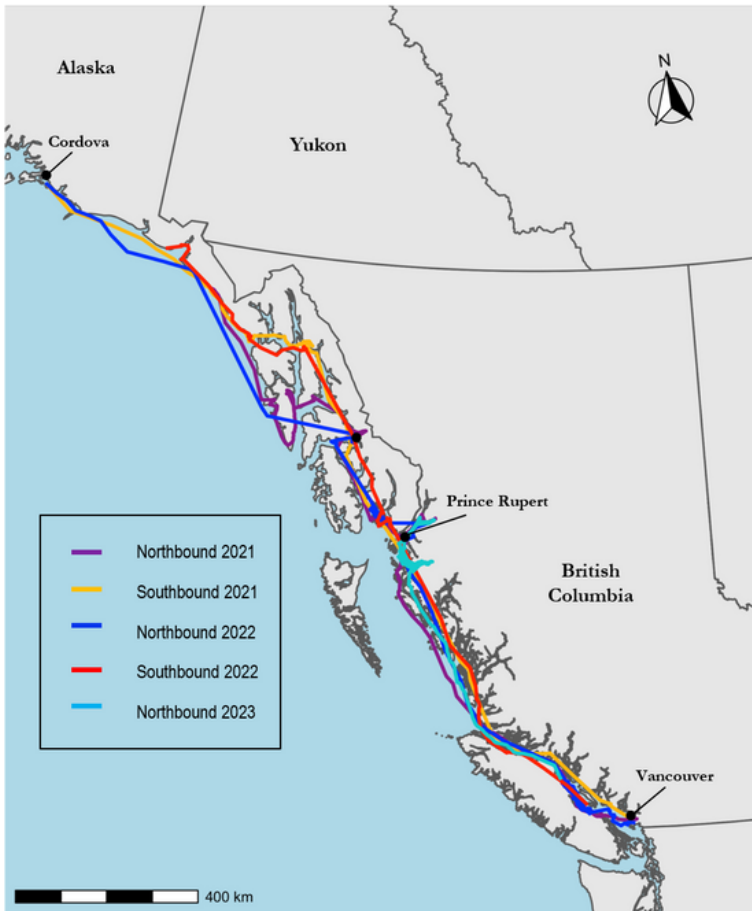 N
Alaska
Cordova
Yukon
Prince Rupert
British
Columbia
Northbound 2021
Southbound 2021
Northbound 2022
Southbound 2022
Northbound 2023
Vancouver
400 km